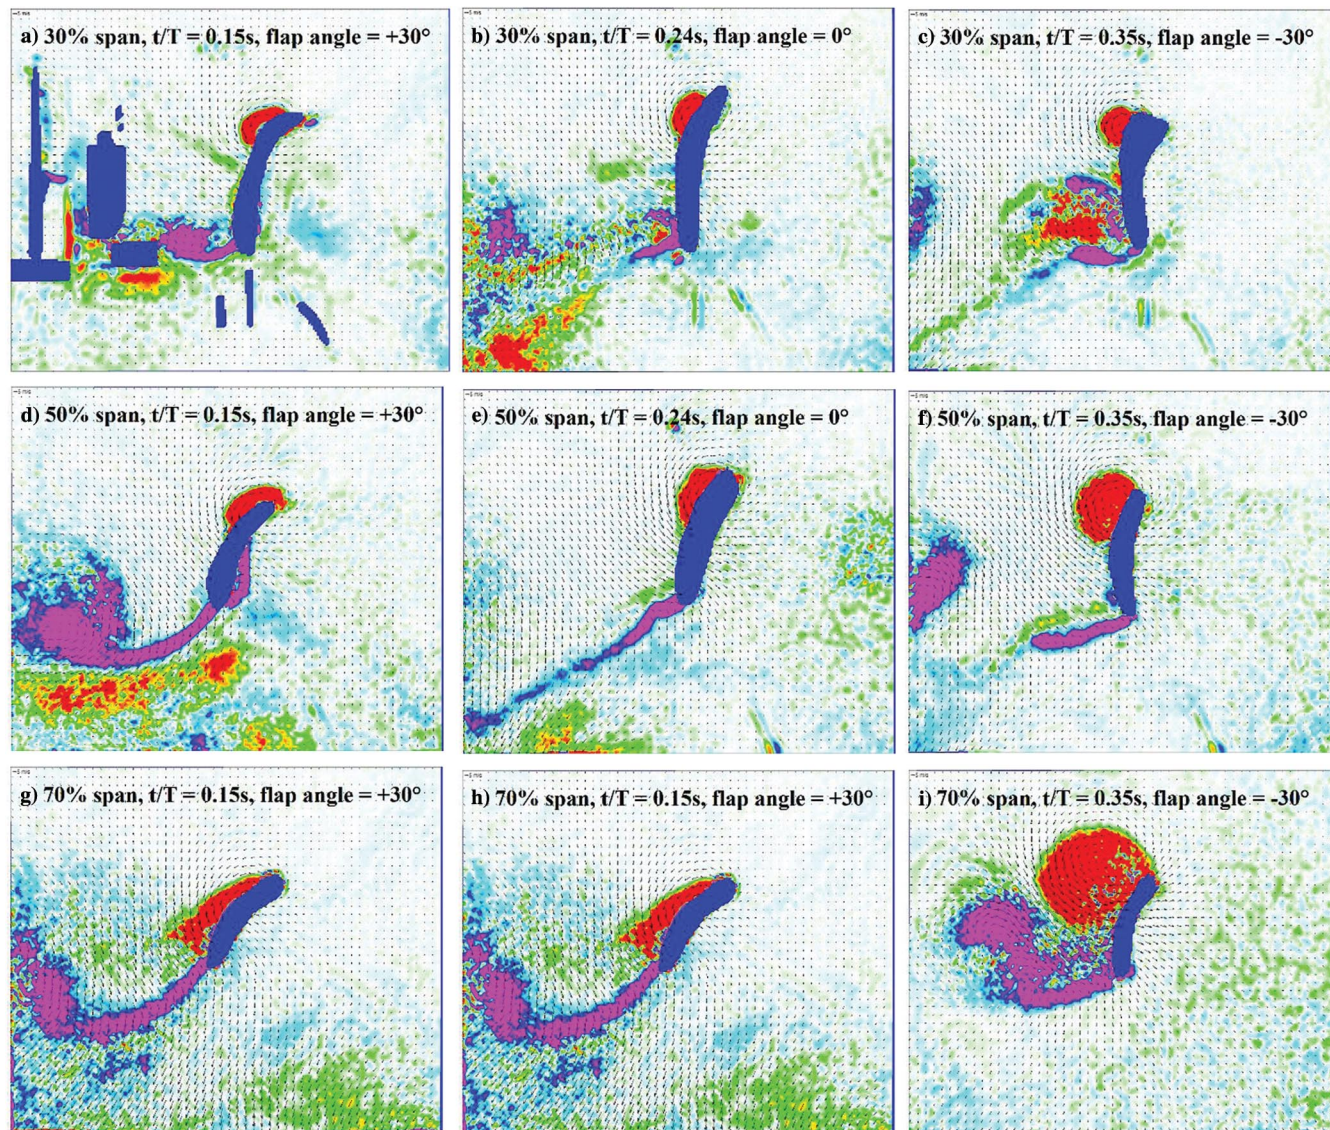 a) 30% span, t/T = 0.15s, flap angle = +30°
b) 30% span, t/T = 0.24s, flap angle = 0°
c) 30% span, t/T = 0.35s, flap angle = -30°
d) 50% span, t/T = 0.15s, flap angle = +30°
e) 50% span, t/T = 0.24s, flap angle = 0°
f) 50% span, t/T = 0.35s, flap angle = -30°
g) 70% span, t/T = 0.15s, flap angle = +30°
h) 70% span, t/T = 0.15s, flap angle = +30°
i) 70% span, t/T = 0.35s, flap angle = -30°